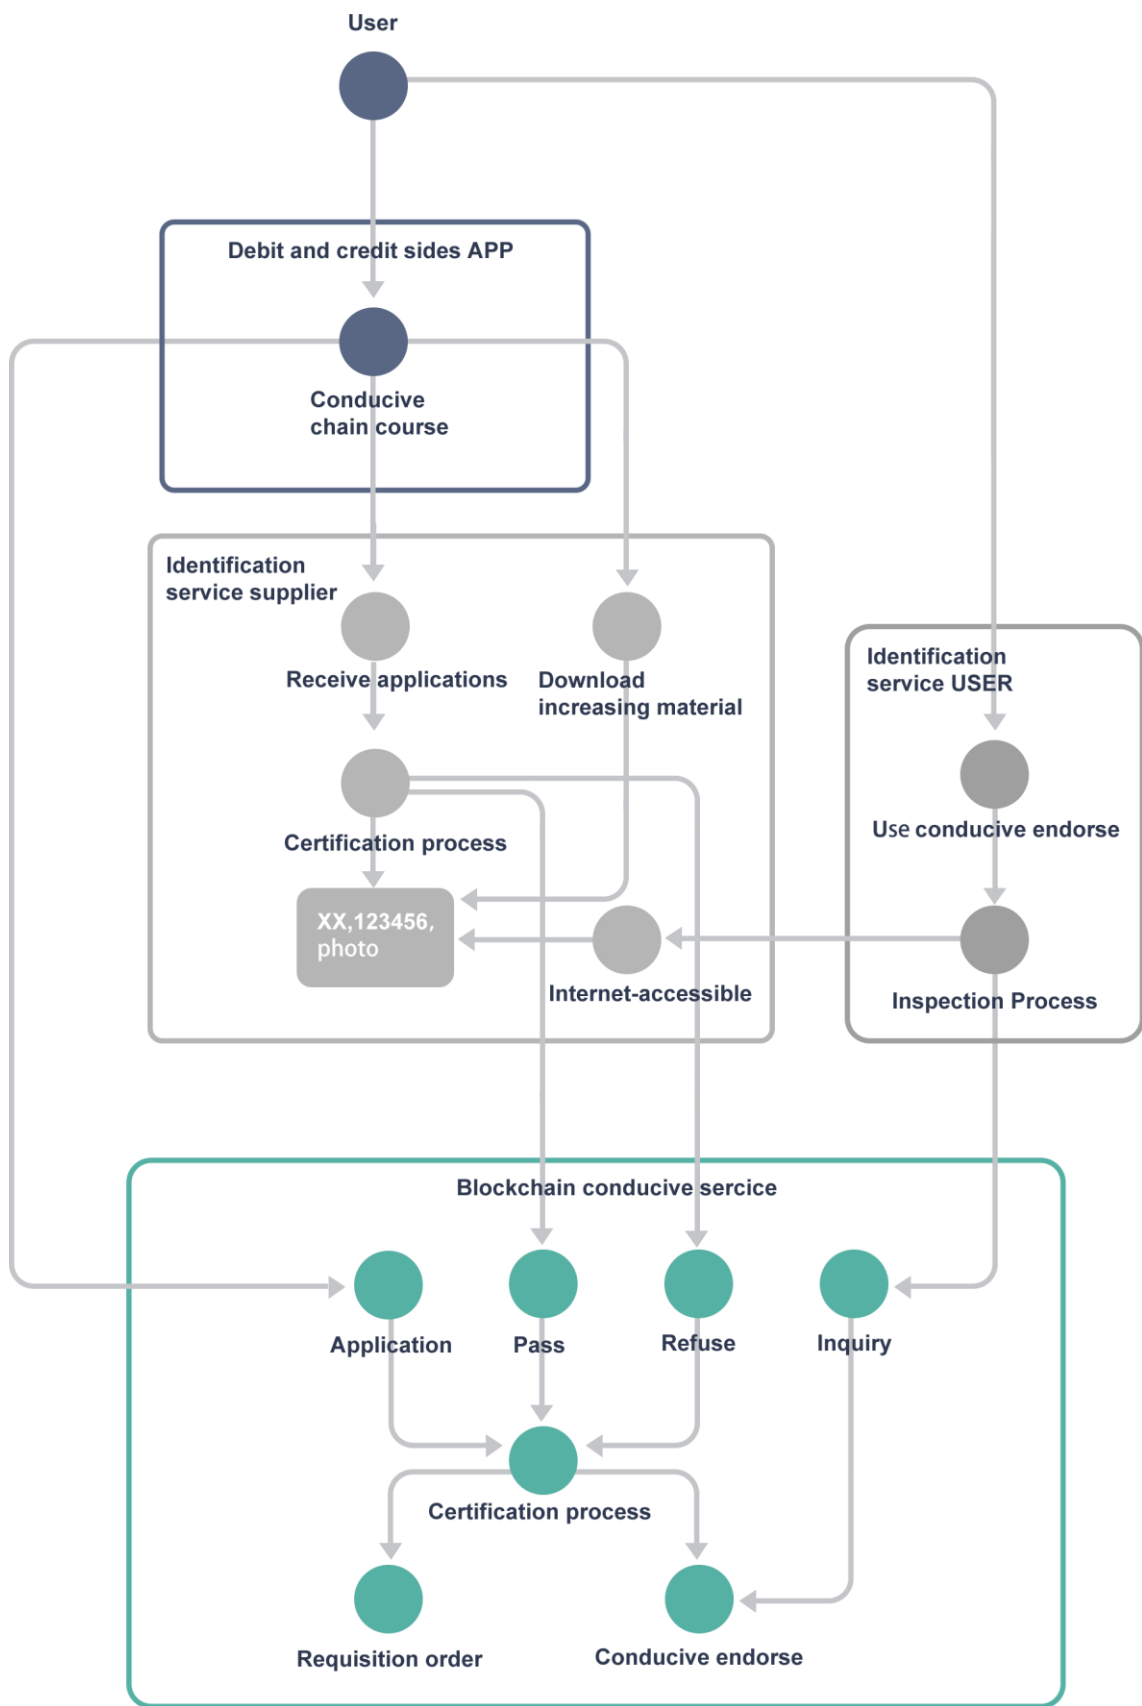 User
Debit and credit sides APP
Conducive
chain course
Identification
service supplier
Receive applications
Download
increasing material
Identification
service USER
Certification process
Use conducive endorse
XX,123456,
photo
Internet-accessible
Inspection Process
Blockchain conducive sercice
Application
Pass
Refuse
Inquiry
Certification process
Requisition order
Conducive endorse